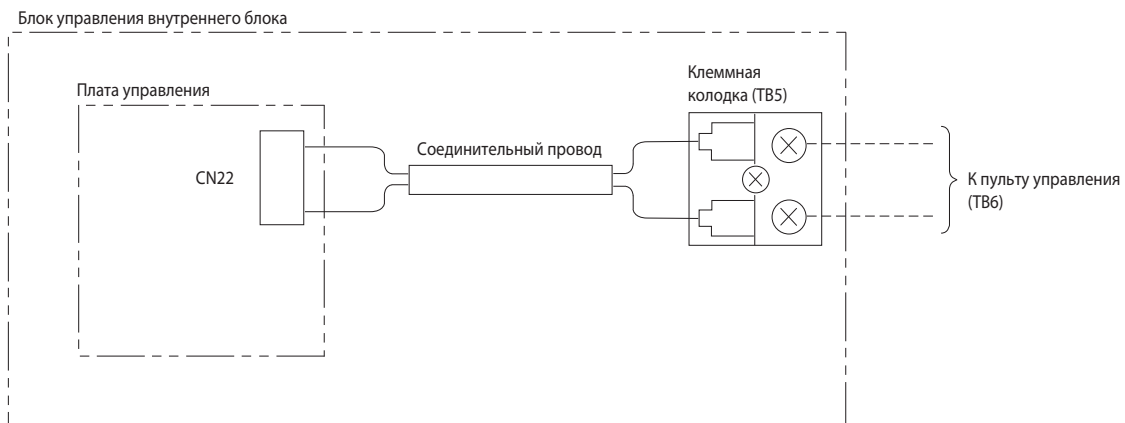 Блок управления внутреннего блока
Плата управления
CN22
Соединительный провод
Клеммная
колодка (TB5)
К пульту управления
(TB6)